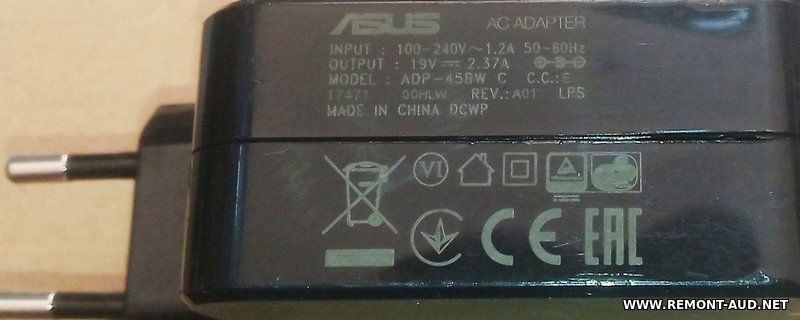 ASUS AC ADAPTER
INPUT : 100-240V~1.2A 50-60Hz
OUTPUT : 19V⎓2.37A
MODEL : ADP-45BW C C.C.:E
17471 00HLW REV.:A01 LPS
MADE IN CHINA DCWP
VI
CE EAC
WWW.REMONT-AUD.NET